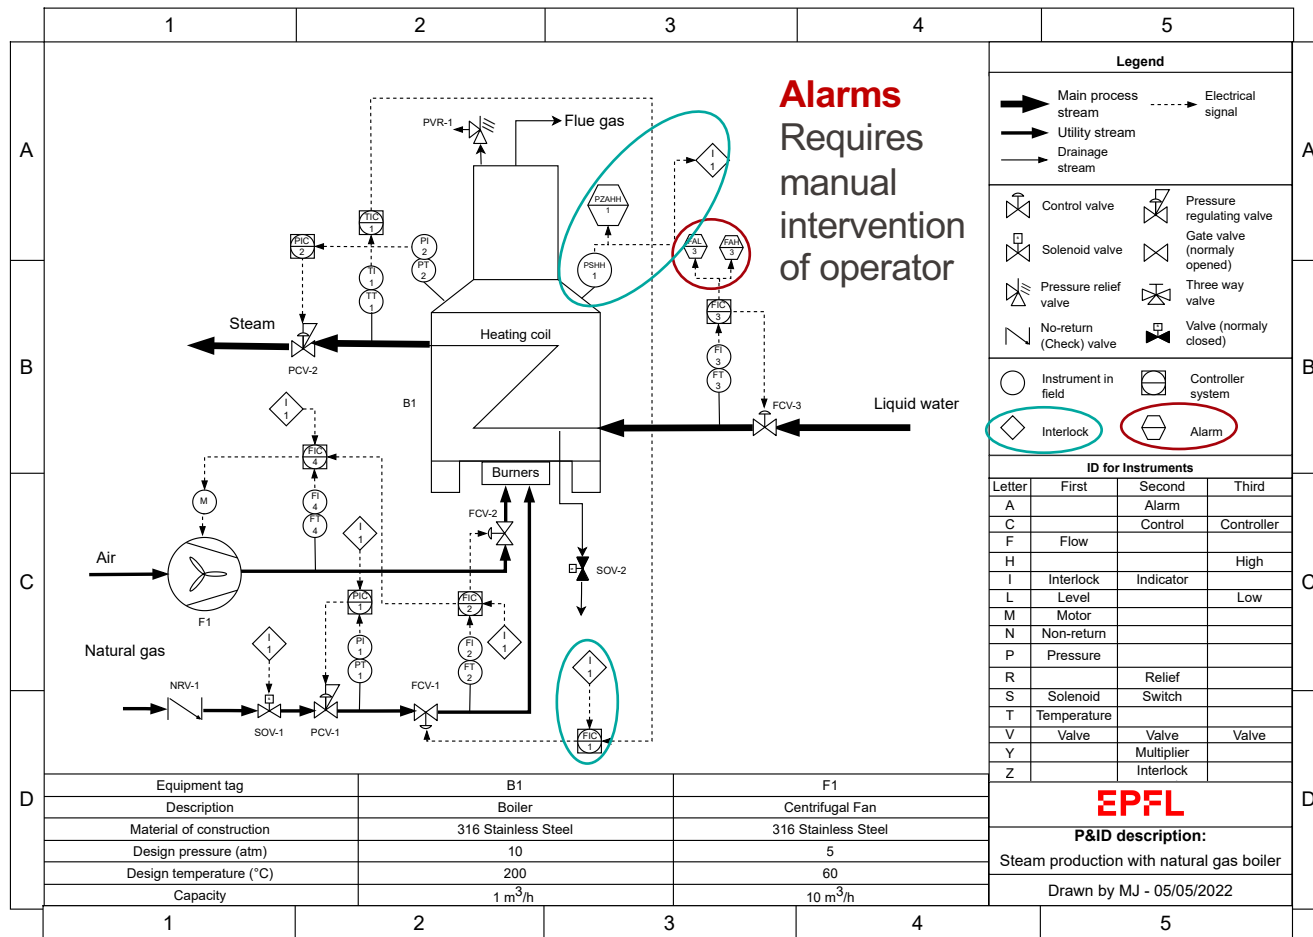 1 2 3 4 5
A
B
C
D
A
B
C
D
1 2 3 4 5
Alarms
Requires
manual
intervention
of operator
PVR-1
Flue gas
I
1
PZAHH
1
TIC
1
PIC
2
PI
2
PT
2
TI
1
TT
1
PSHH
1
FAL
3
FAH
3
FIC
3
FI
3
FT
3
Steam
PCV-2
Heating coil
B1
FCV-3
Liquid water
I
1
FIC
4
M
FI
4
FT
4
Burners
FCV-2
I
1
Air
F1
PIC
1
FIC
2
SOV-2
I
1
I
1
PI
1
PT
1
FI
2
FT
2
I
1
Natural gas
NRV-1
SOV-1
PCV-1
FCV-1
FIC
1
Legend
Main process
stream
Electrical
signal
Utility stream
Drainage
stream
Control valve
Pressure
regulating valve
Solenoid valve
Gate valve
(normaly
opened)
Pressure relief
valve
Three way
valve
No-return
(Check) valve
Valve (normaly
closed)
Instrument in
field
Controller
system
Interlock
Alarm
ID for Instruments
Letter First Second Third
A Alarm
C Control Controller
F Flow
H High
I Interlock Indicator
L Level Low
M Motor
N Non-return
P Pressure
R Relief
S Solenoid Switch
T Temperature
V Valve Valve Valve
Y Multiplier
Z Interlock
EPFL
P&ID description:
Steam production with natural gas boiler
Drawn by MJ - 05/05/2022
Equipment tag B1 F1
Description Boiler Centrifugal Fan
Material of construction 316 Stainless Steel 316 Stainless Steel
Design pressure (atm) 10 5
Design temperature (°C) 200 60
Capacity 1 m³/h 10 m³/h